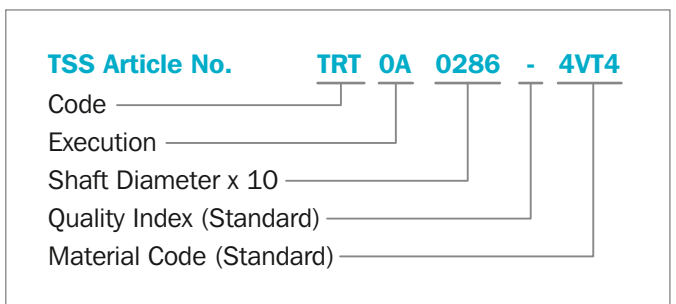 TSS Article No. TRT 0A 0286 - 4VT4
Code
Execution
Shaft Diameter x 10
Quality Index (Standard)
Material Code (Standard)